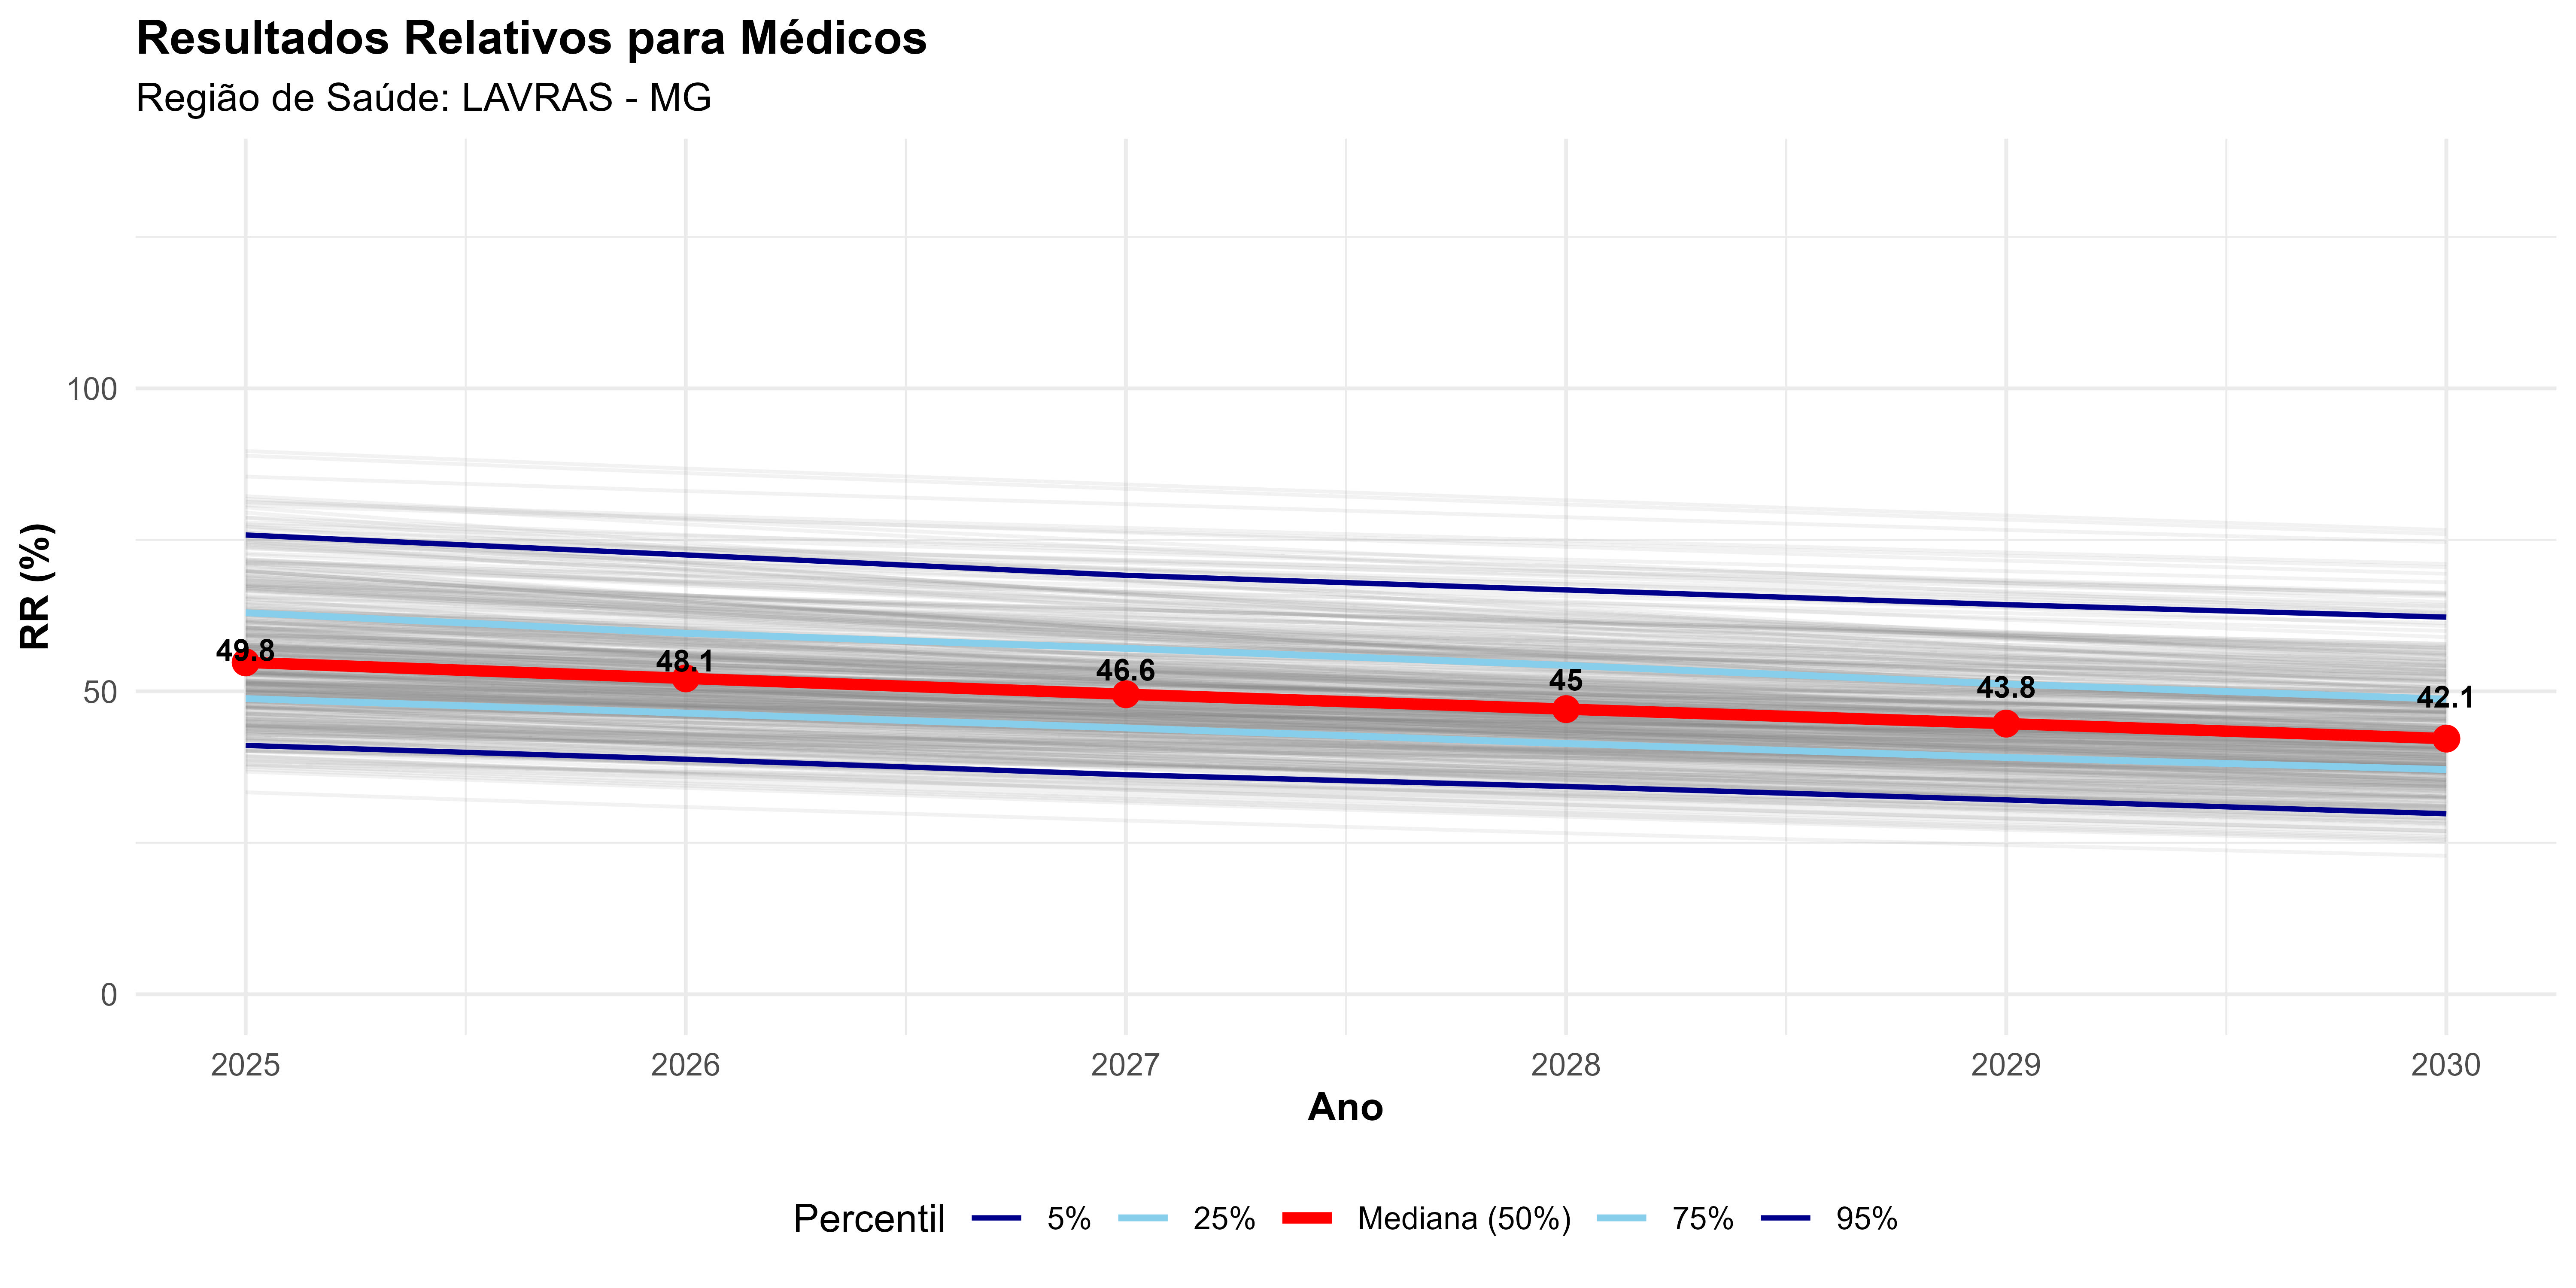 Resultados Relativos para Médicos
Região de Saúde: LAVRAS - MG
RR (%)
100
50
0
49.8
48.1
46.6
45
43.8
42.1
2025 2026 2027 2028 2029 2030
Ano
Percentil 5% 25% Mediana (50%) 75% 95%